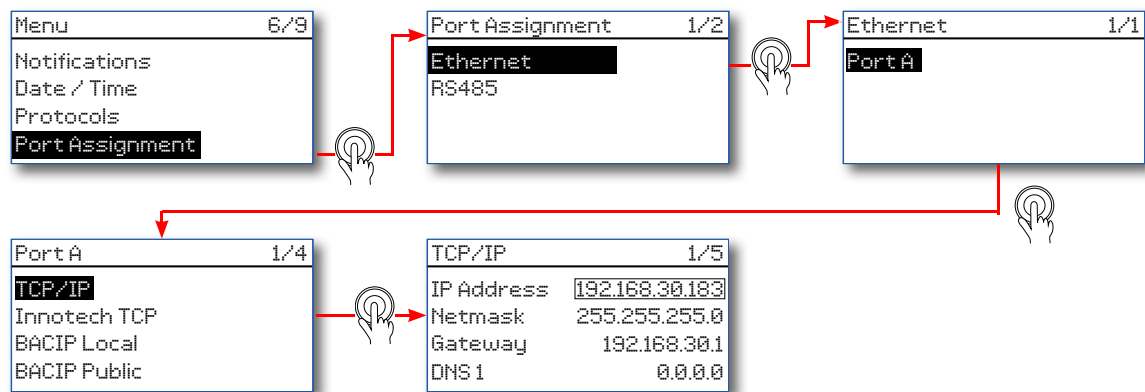 Menu 6/9
Notifications
Date / Time
Protocols
Port Assignment
Port Assignment 1/2
Ethernet
RS485
Ethernet 1/1
Port A
Port A 1/4
TCP/IP
Innotech TCP
BACIP Local
BACIP Public
TCP/IP 1/5
IP Address 192.168.30.183
Netmask 255.255.255.0
Gateway 192.168.30.1
DNS 1 0.0.0.0